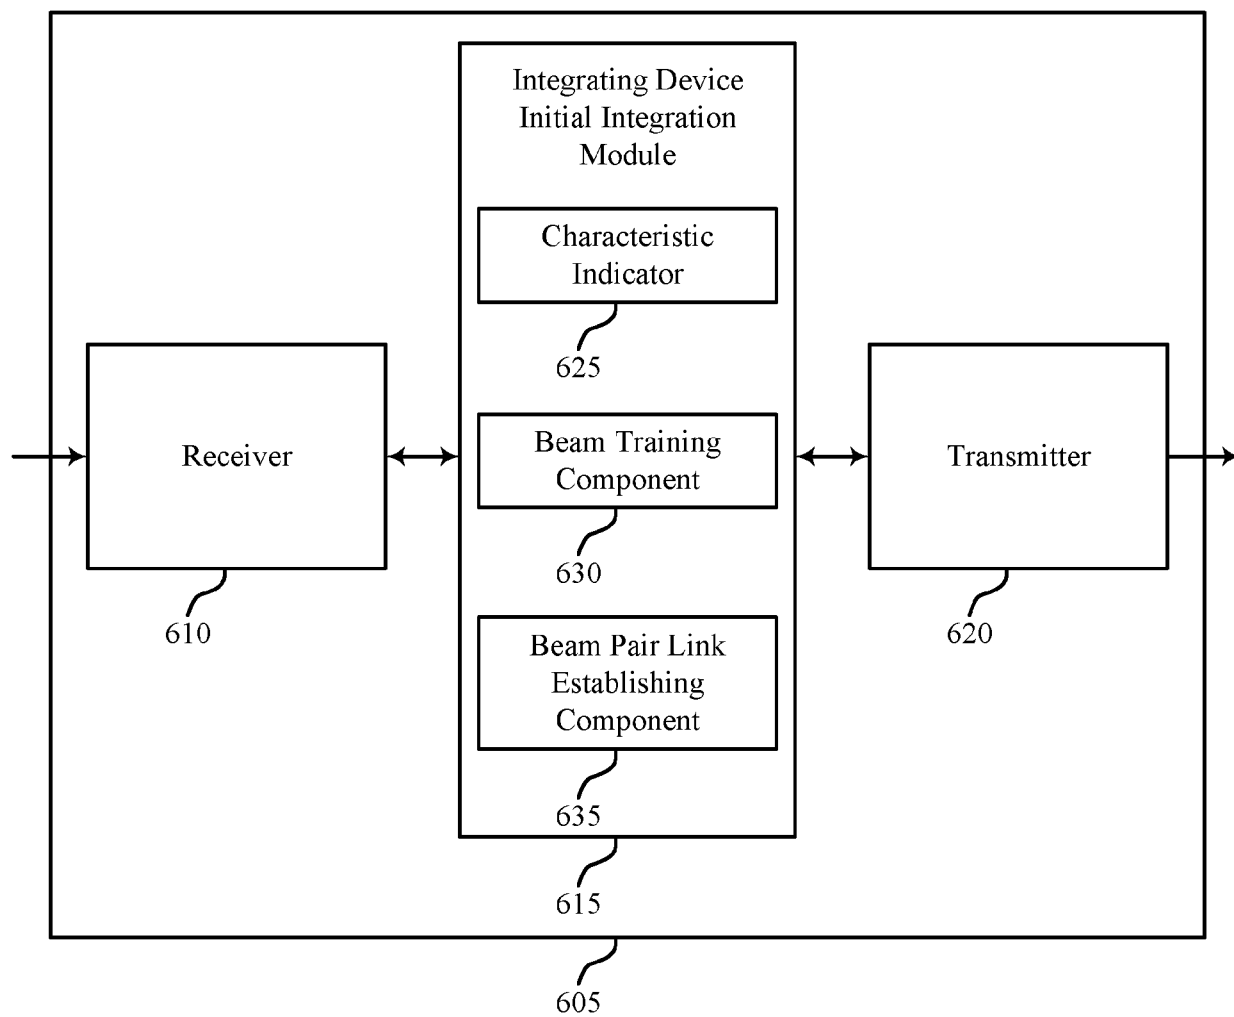 Integrating Device
Initial Integration
Module
Characteristic
Indicator
625
Receiver
610
Beam Training
Component
630
Transmitter
620
Beam Pair Link
Establishing
Component
635
615
605